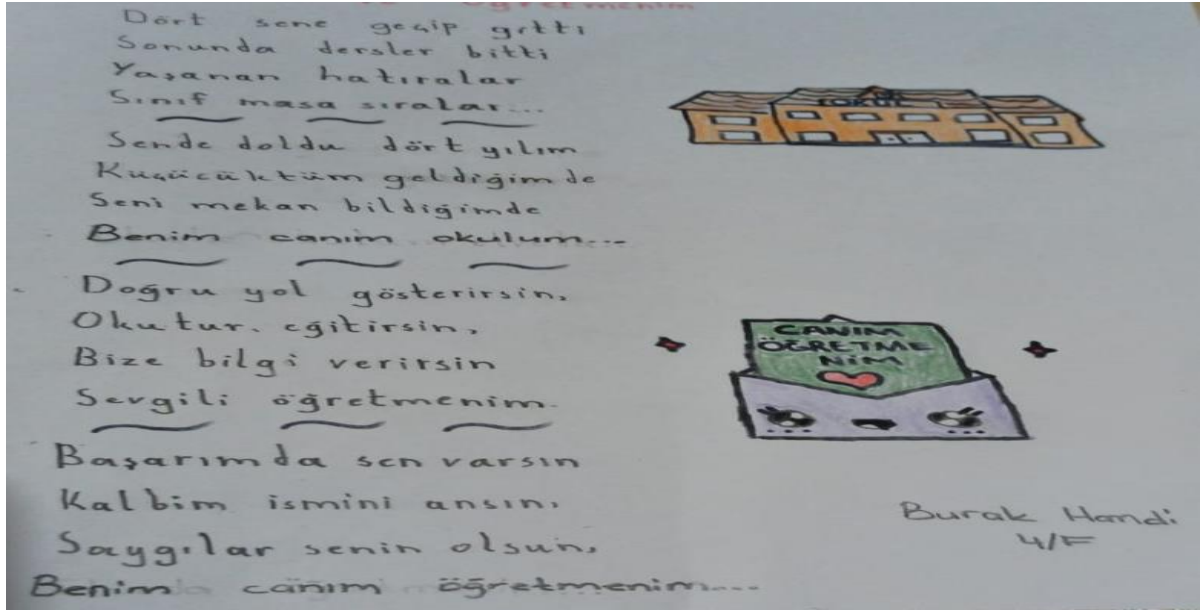 Öğretmenim
Dört sene geçip gitti
Sonunda dersler bitti
Yaşanan hatıralar
Sınıf masa sıralar...
Sende doldu dört yılım
Küçücüktüm geldiğimde
Seni mekan bildiğimde
Benim canım okulum...
Doğru yol gösterirsin,
Okutur, eğitirsin,
Bize bilgi verirsin
Sevgili öğretmenim.
Başarımda sen varsın
Kalbim ismini ansın,
Saygılar senin olsun,
Benim canım öğretmenim...
OKUL
CANIM
ÖĞRETME
NİM
Burak Hamdi
4/F